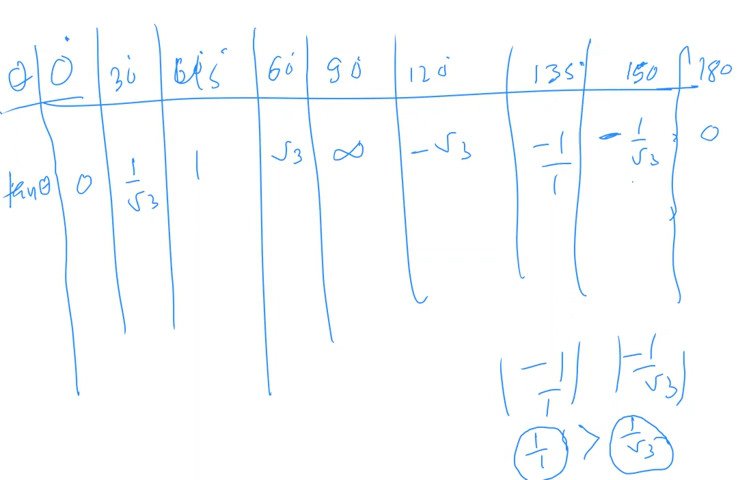 θ 0° 30° 45° 60° 90° 120° 135° 150 180
tanθ 0 1/√3 1 √3 ∞ -√3 -1/1 -1/√3 0
|-1/1| |-1/√3|
1/1 > 1/√3